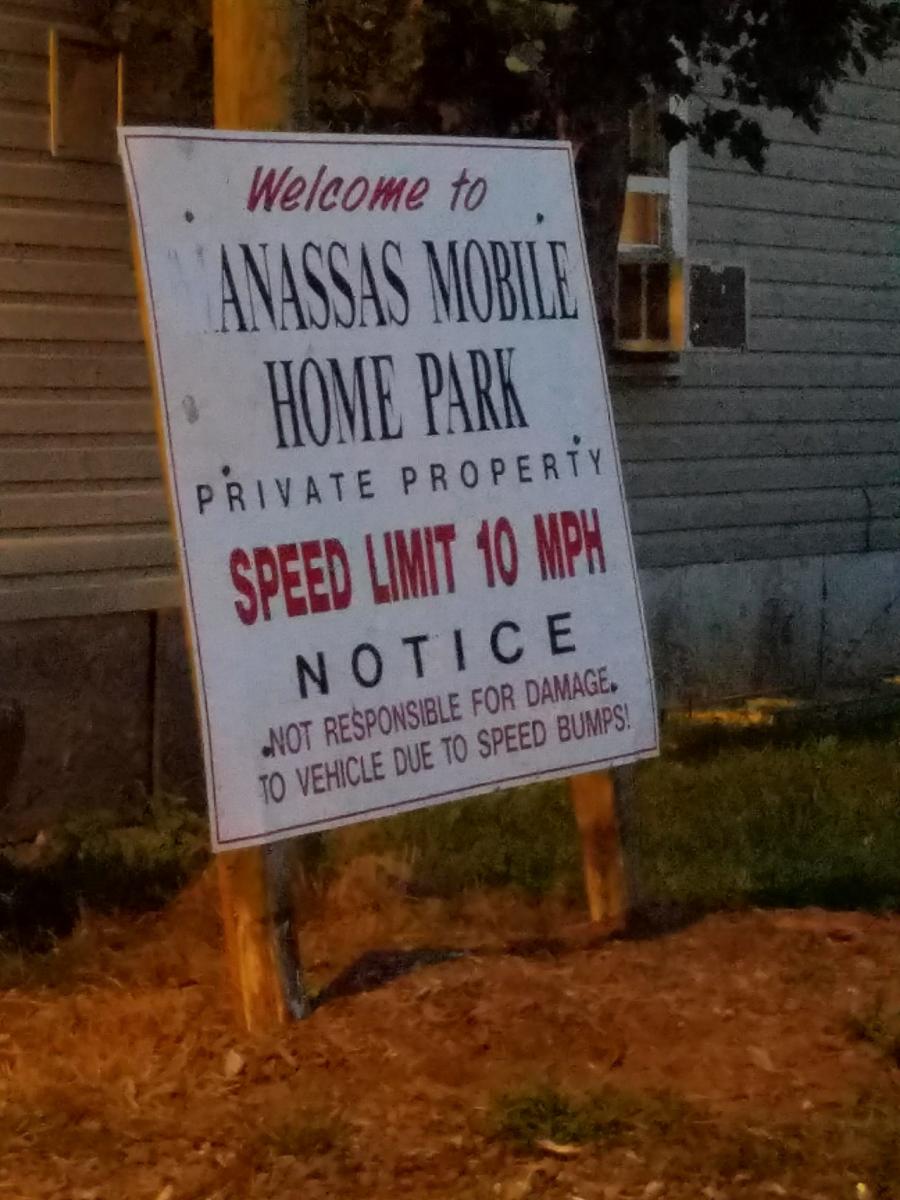 Welcome to
MANASSAS MOBILE
HOME PARK
PRIVATE PROPERTY
SPEED LIMIT 10 MPH
NOTICE
NOT RESPONSIBLE FOR DAMAGE
TO VEHICLE DUE TO SPEED BUMPS!